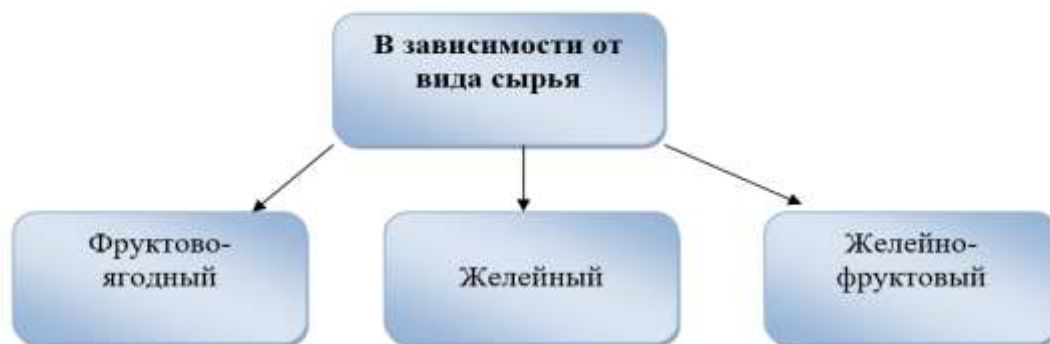 В зависимости от
вида сырья
Фруктово-
ягодный
Желейный
Желейно-
фруктовый